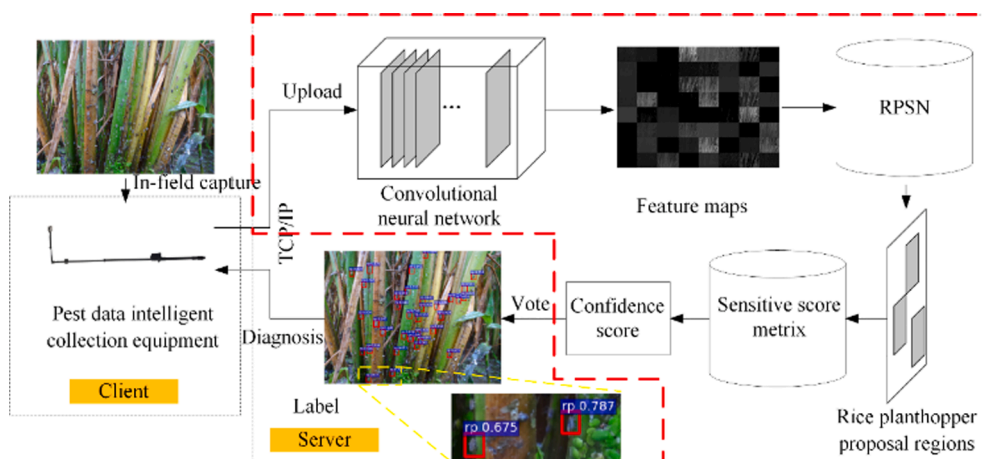 In-field capture
Pest data intelligent
collection equipment
Client
Upload
TCP/IP
Diagnosis
Convolutional
neural network
...
Feature maps
RPSN
Rice planthopper
proposal regions
Sensitive score
metrix
Confidence
score
Vote
Label
Server
rp 0.675
rp 0.787